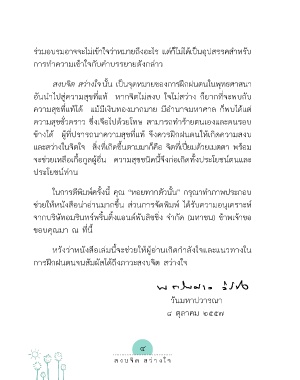 ร่วมอบรมอาจจะไม่เข้าใจว่าหมายถึงอะไร แต่ก็ไม่ได้เป็นอุปสรรคสำหรับ
การทำความเข้าใจกับคำบรรยายดังกล่าว
สงบจิต สว่างใจ นั้น เป็นจุดหมายของการฝึกฝนตนในพุทธศาสนา
อันนำไปสู่ความสุขที่แท้ หากจิตไม่สงบ ใจไม่สว่าง ก็ยากที่จะพบกับ
ความสุขที่แท้ได้ แม้มีเงินทองมากมาย มีอำนาจมหาศาล ก็พบได้แต่
ความสุขชั่วคราว ซึ่งเจือไปด้วยโทษ สามารถทำร้ายตนเองและคนรอบ
ข้างได้ ผู้ที่ปรารถนาความสุขที่แท้ จึงควรฝึกฝนตนให้เกิดความสงบ
และสว่างในจิตใจ สิ่งที่เกิดขึ้นตามมาก็คือ จิตที่เปี่ยมด้วยเมตตา พร้อม
จะช่วยเหลือเกื้อกูลผู้อื่น ความสุขชนิดนี้จึงก่อเกิดทั้งประโยชน์ตนและ
ประโยชน์ท่าน
ในการตีพิมพ์ครั้งนี้ คุณ “หอยทากตัวนั้น” กรุณาทำภาพประกอบ
ช่วยให้หนังสือน่าอ่านมากขึ้น ส่วนการจัดพิมพ์ ได้รับความอนุเคราะห์
จากบริษัทอมรินทร์พริ้นติ้งแอนด์พับลิชชิ่ง จำกัด (มหาชน) ข้าพเจ้าขอ
ขอบคุณมา ณ ที่นี้
หวังว่าหนังสือเล่มนี้จะช่วยให้ผู้อ่านเกิดกำลังใจและแนวทางใน
การฝึกฝนตนจนสัมผัสได้ถึงภาวะสงบจิต สว่างใจ
วันมหาปวารณา
๘ ตุลาคม ๒๕๕๗
๔
สงบจิต สว่างใจ